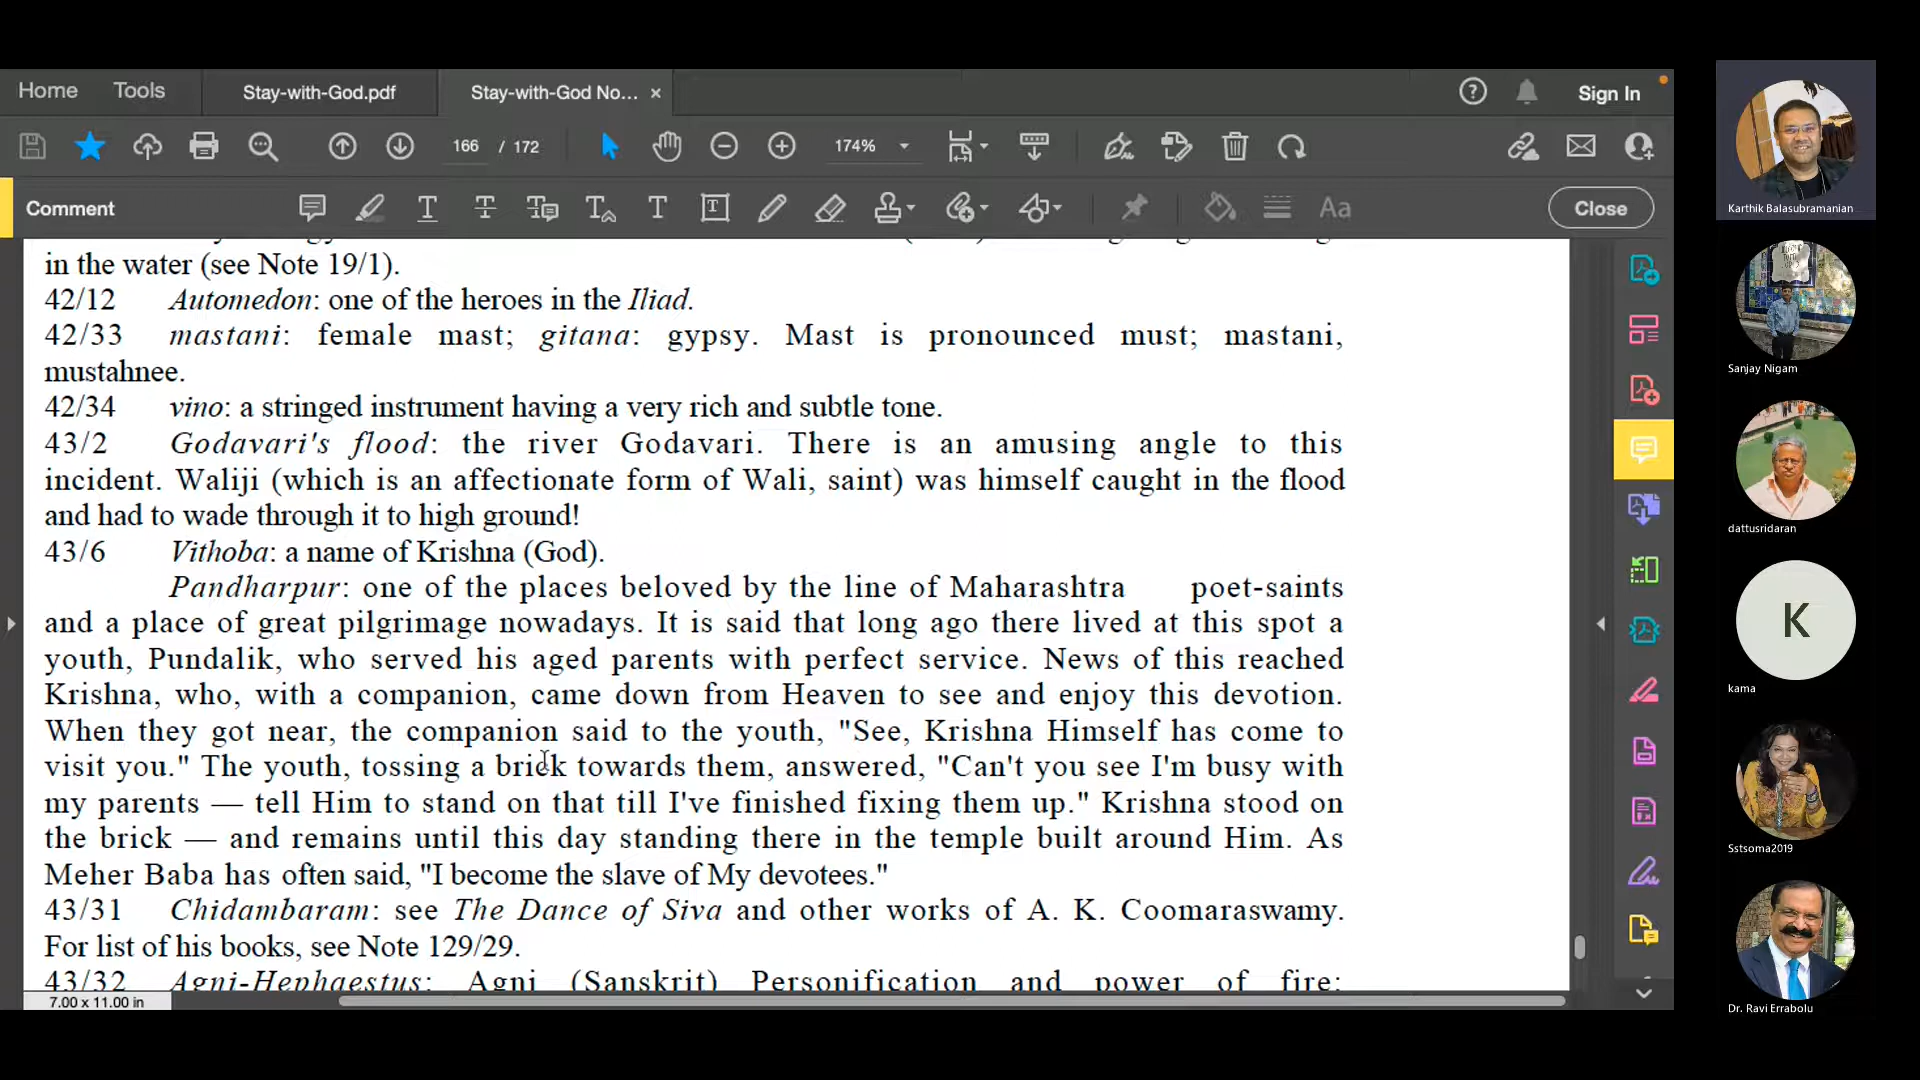 Home Tools Stay-with-God.pdf Stay-with-God No... × Sign In
166 / 172 174%
Comment Close
in the water (see Note 19/1).
42/12 Automedon: one of the heroes in the Iliad.
42/33 mastani: female mast; gitana: gypsy. Mast is pronounced must; mastani,
mustahnee.
42/34 vino: a stringed instrument having a very rich and subtle tone.
43/2 Godavari's flood: the river Godavari. There is an amusing angle to this
incident. Waliji (which is an affectionate form of Wali, saint) was himself caught in the flood
and had to wade through it to high ground!
43/6 Vithoba: a name of Krishna (God).
Pandharpur: one of the places beloved by the line of Maharashtra poet-saints
and a place of great pilgrimage nowadays. It is said that long ago there lived at this spot a
youth, Pundalik, who served his aged parents with perfect service. News of this reached
Krishna, who, with a companion, came down from Heaven to see and enjoy this devotion.
When they got near, the companion said to the youth, "See, Krishna Himself has come to
visit you." The youth, tossing a brick towards them, answered, "Can't you see I'm busy with
my parents — tell Him to stand on that till I've finished fixing them up." Krishna stood on
the brick — and remains until this day standing there in the temple built around Him. As
Meher Baba has often said, "I become the slave of My devotees."
43/31 Chidambaram: see The Dance of Siva and other works of A. K. Coomaraswamy.
For list of his books, see Note 129/29.
43/32 Agni-Hephaestus: Agni (Sanskrit) Personification and power of fire;
7.00 x 11.00 in
Karthik Balasubramanian
Sanjay Nigam
dattusridaran
K
kama
Sstsoma2019
Dr. Ravi Errabolu